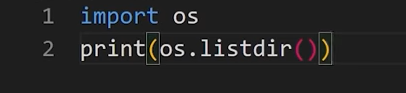 1 import os
2 print(os.listdir())